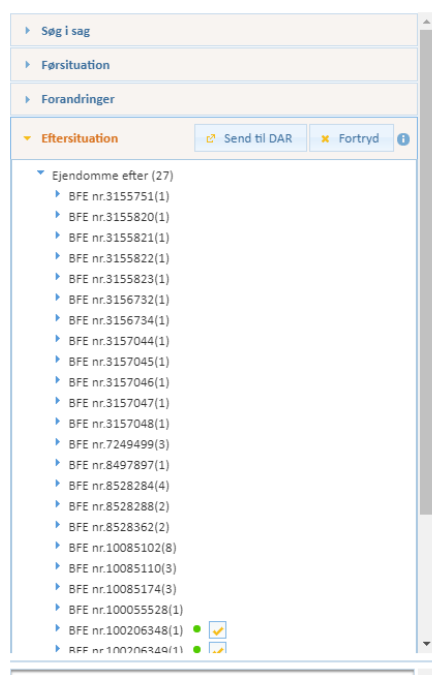 Søg i sag
Førsituation
Forandringer
Eftersituation Send til DAR Fortryd
Ejendomme efter (27)
BFE nr.3155751(1)
BFE nr.3155820(1)
BFE nr.3155821(1)
BFE nr.3155822(1)
BFE nr.3155823(1)
BFE nr.3156732(1)
BFE nr.3156734(1)
BFE nr.3157044(1)
BFE nr.3157045(1)
BFE nr.3157046(1)
BFE nr.3157047(1)
BFE nr.3157048(1)
BFE nr.7249499(3)
BFE nr.8497897(1)
BFE nr.8528284(4)
BFE nr.8528288(2)
BFE nr.8528362(2)
BFE nr.10085102(8)
BFE nr.10085110(3)
BFE nr.10085174(3)
BFE nr.100055528(1)
BFE nr.100206348(1)
BFE nr.100206349(1)